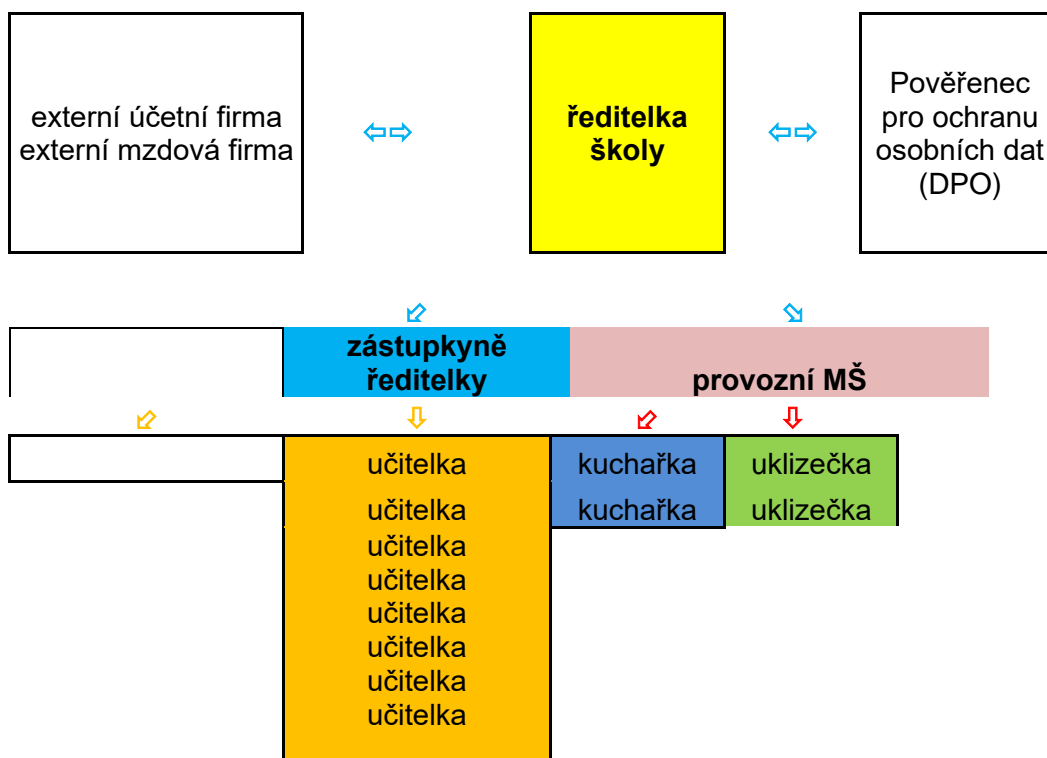 externí účetní firma
externí mzdová firma
ředitelka
školy
Pověřenec
pro ochranu
osobních dat
(DPO)
zástupkyně
ředitelky
provozní MŠ
učitelka
kuchařka
uklizečka
učitelka
kuchařka
uklizečka
učitelka
učitelka
učitelka
učitelka
učitelka
učitelka